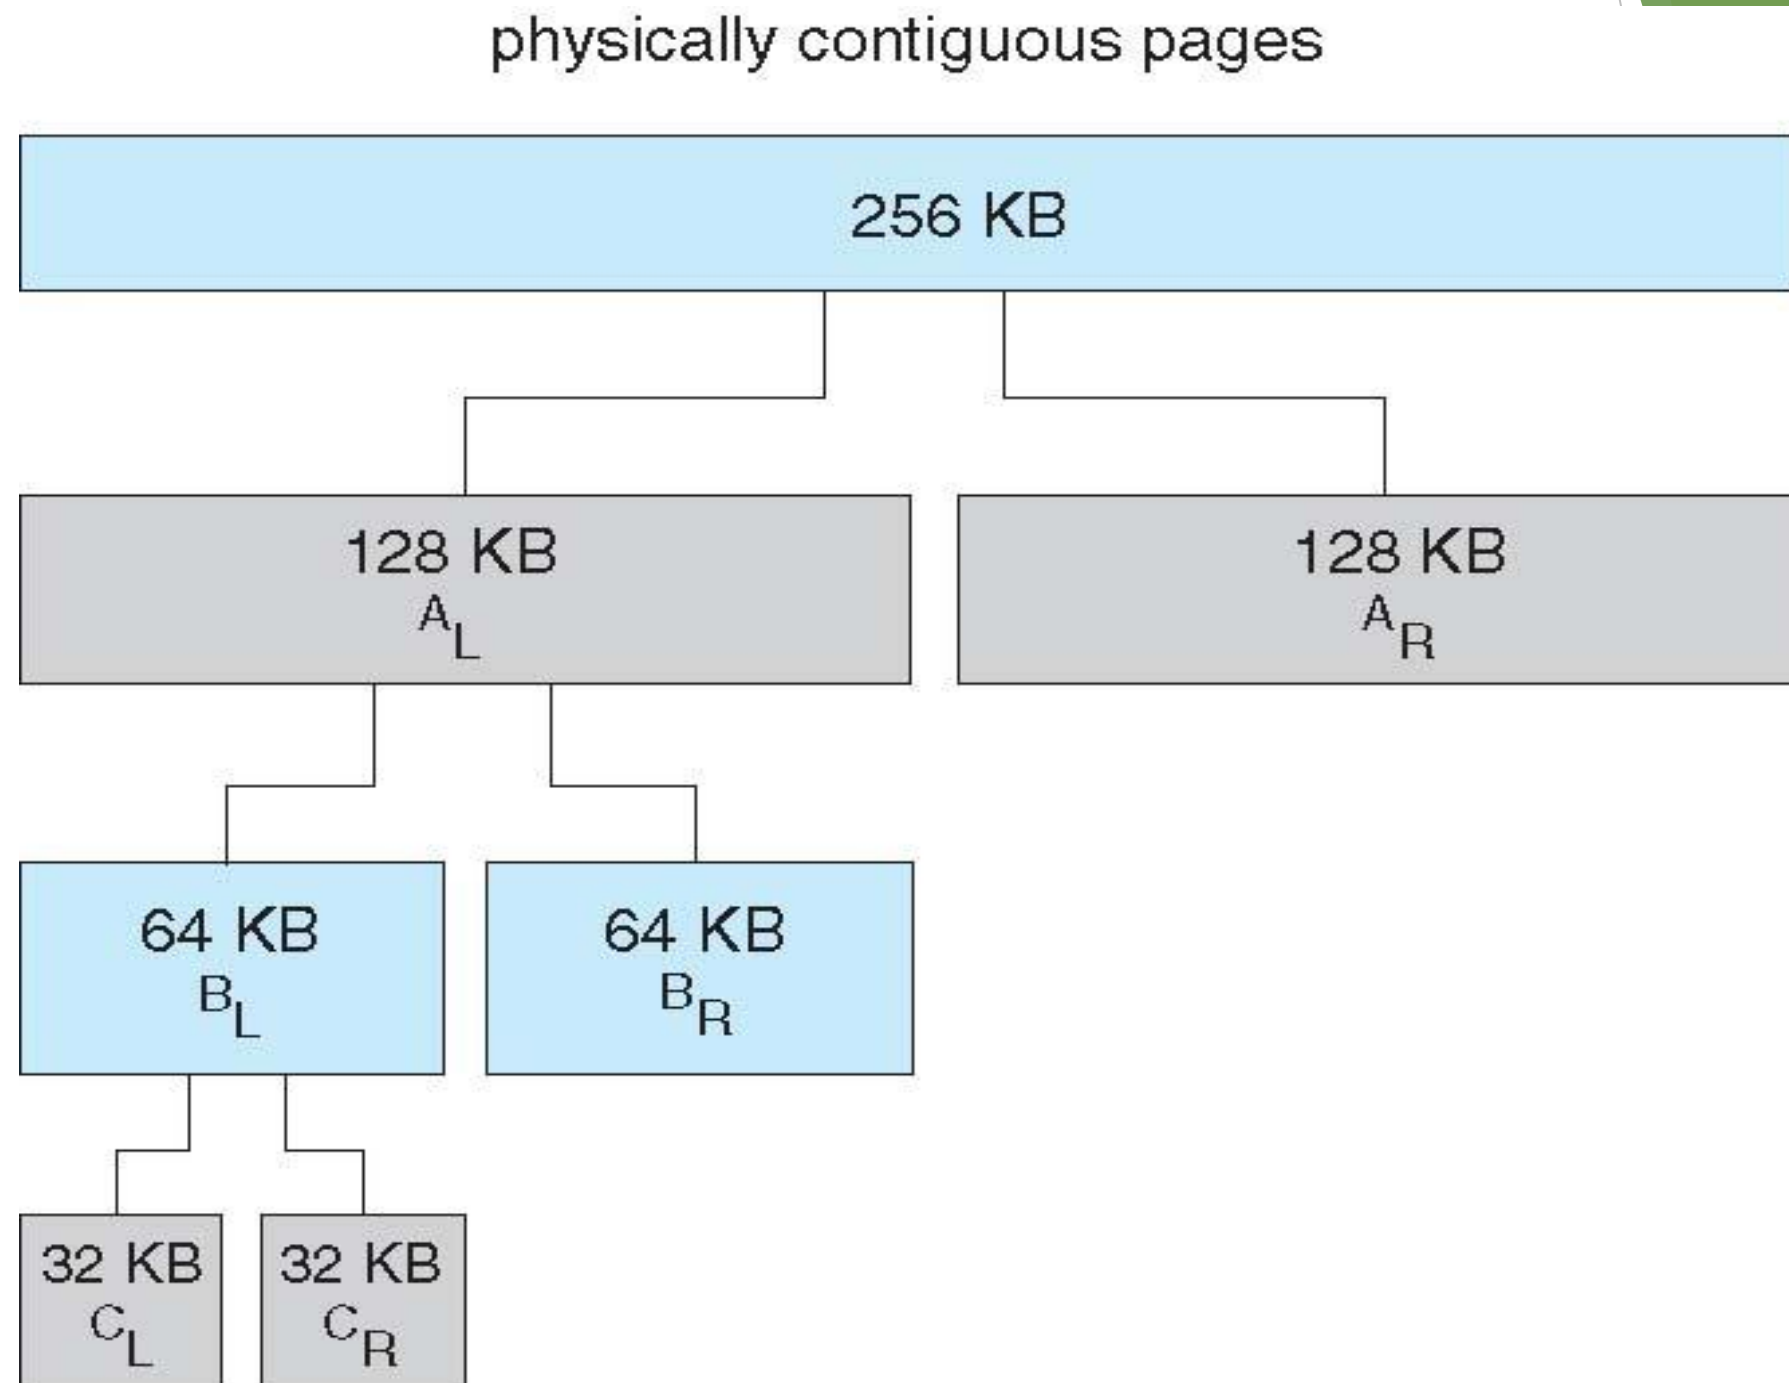 physically contiguous pages
256 KB
128 KB
A_L
128 KB
A_R
64 KB
B_L
64 KB
B_R
32 KB
C_L
32 KB
C_R